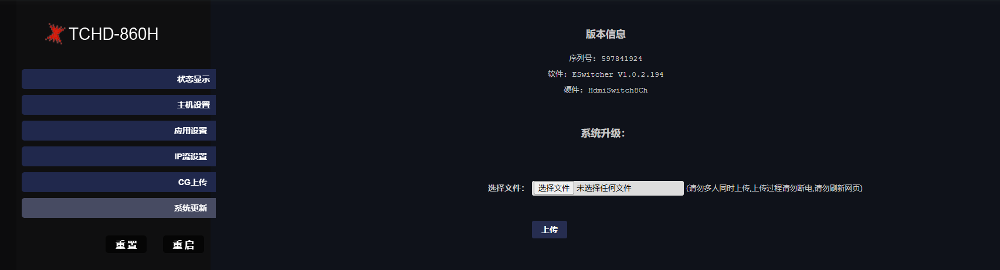 TCHD-860H
状态显示
主机设置
应用设置
IP流设置
CG上传
系统更新
重置 重启
版本信息
序列号: 597841924
软件: ESwitcher V1.0.2.194
硬件: HdmiSwitch8Ch
系统升级:
选择文件: 选择文件 未选择任何文件 (请勿多人同时上传,上传过程请勿断电,请勿刷新网页)
上传